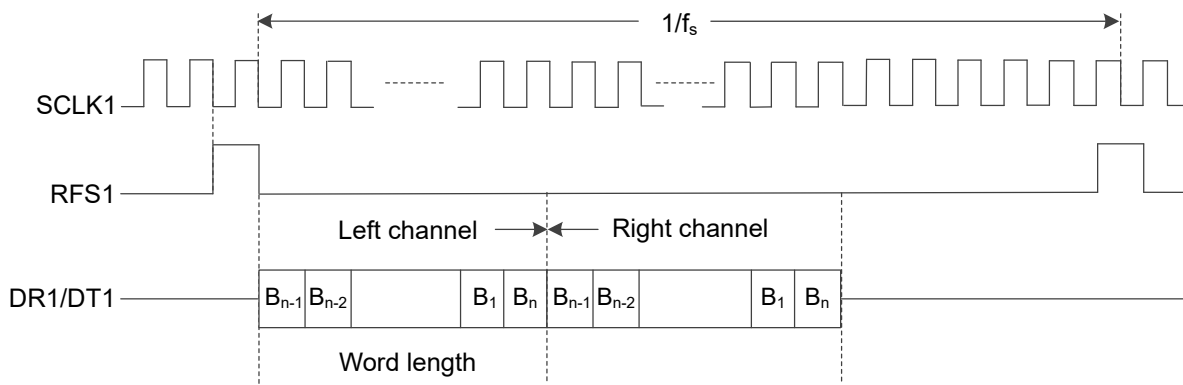 1/fₛ
SCLK1
RFS1
Left channel
Right channel
DR1/DT1
Bₙ₋₁ Bₙ₋₂ B₁ Bₙ Bₙ₋₁ Bₙ₋₂ B₁ Bₙ
Word length